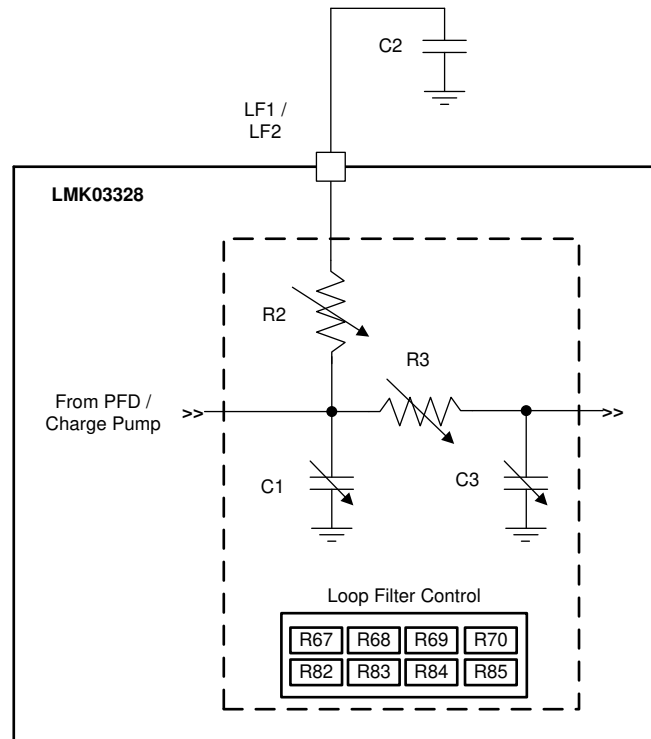 C2
LF1 /
LF2
LMK03328
R2
R3
From PFD /
Charge Pump
>>
>>
C1
C3
Loop Filter Control
R67 R68 R69 R70
R82 R83 R84 R85